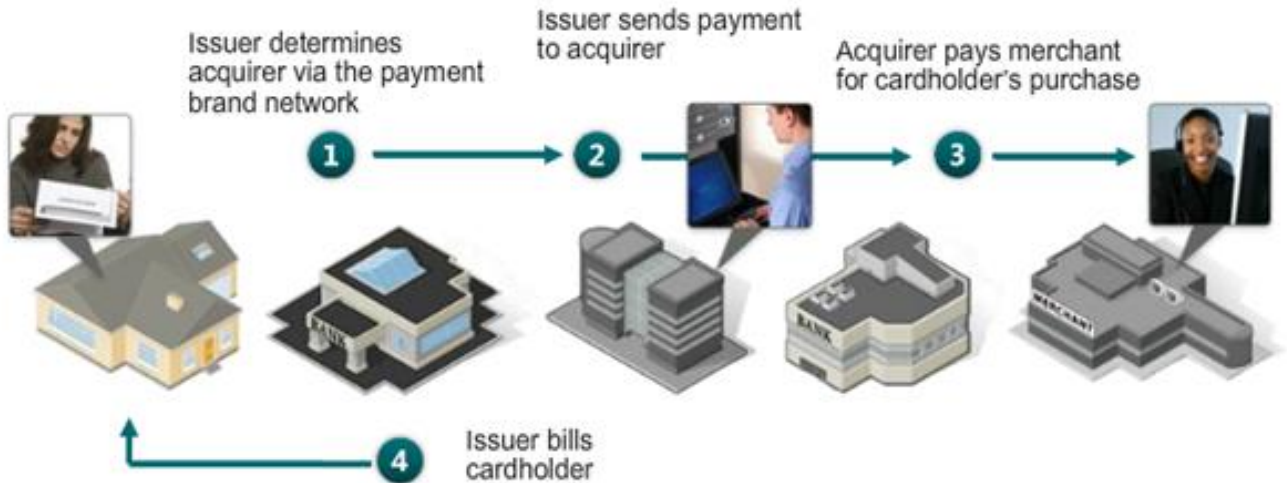 Issuer determines
acquirer via the payment
brand network
Issuer sends payment
to acquirer
Acquirer pays merchant
for cardholder's purchase
1
2
3
BANK
BANK
MERCHANT
4
Issuer bills
cardholder